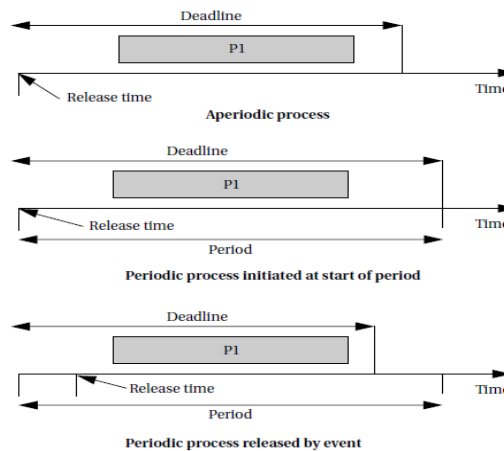 Deadline
P1
Release time
Time
Aperiodic process
Deadline
P1
Release time
Time
Period
Periodic process initiated at start of period
Deadline
P1
Release time
Time
Period
Periodic process released by event